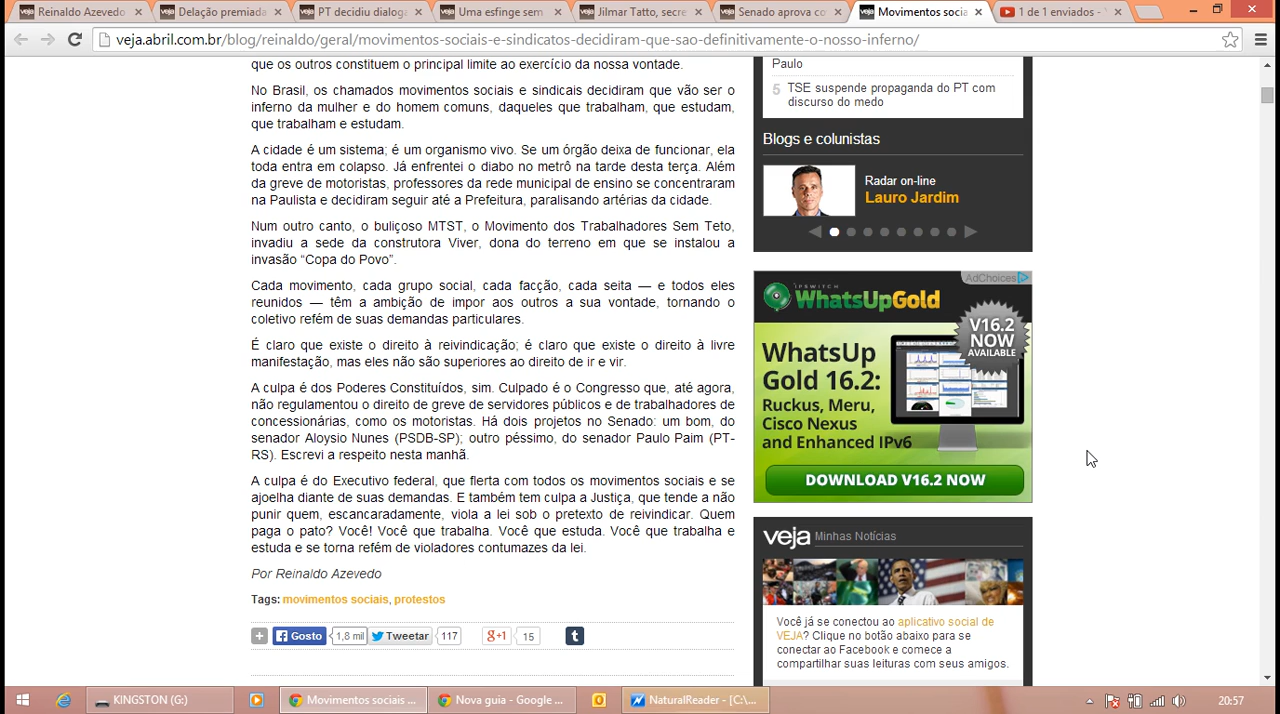 Reinaldo Azevedo
Delação premiada
PT decidiu dialoga
Uma esfinge sem
Jilmar Tatto, secre
Senado aprova co
Movimentos socia
1 de 1 enviados -
veja.abril.com.br/blog/reinaldo/geral/movimentos-sociais-e-sindicatos-decidiram-que-sao-definitivamente-o-nosso-inferno/
que os outros constituem o principal limite ao exercício da nossa vontade.
No Brasil, os chamados movimentos sociais e sindicais decidiram que vão ser o
inferno da mulher e do homem comuns, daqueles que trabalham, que estudam,
que trabalham e estudam.
A cidade é um sistema; é um organismo vivo. Se um órgão deixa de funcionar, ela
toda entra em colapso. Já enfrentei o diabo no metrô na tarde desta terça. Além
da greve de motoristas, professores da rede municipal de ensino se concentraram
na Paulista e decidiram seguir até a Prefeitura, paralisando artérias da cidade.
Num outro canto, o buliçoso MTST, o Movimento dos Trabalhadores Sem Teto,
invadiu a sede da construtora Viver, dona do terreno em que se instalou a
invasão “Copa do Povo”.
Cada movimento, cada grupo social, cada facção, cada seita — e todos eles
reunidos — têm a ambição de impor aos outros a sua vontade, tornando o
coletivo refém de suas demandas particulares.
É claro que existe o direito à reivindicação; é claro que existe o direito à livre
manifestação, mas eles não são superiores ao direito de ir e vir.
A culpa é dos Poderes Constituídos, sim. Culpado é o Congresso que, até agora,
não regulamentou o direito de greve de servidores públicos e de trabalhadores de
concessionárias, como os motoristas. Há dois projetos no Senado: um bom, do
senador Aloysio Nunes (PSDB-SP); outro péssimo, do senador Paulo Paim (PT-
RS). Escrevi a respeito nesta manhã.
A culpa é do Executivo federal, que flerta com todos os movimentos sociais e se
ajoelha diante de suas demandas. E também tem culpa a Justiça, que tende a não
punir quem, escancaradamente, viola a lei sob o pretexto de reivindicar. Quem
paga o pato? Você! Você que trabalha. Você que estuda. Você que trabalha e
estuda e se torna refém de violadores contumazes da lei.
Por Reinaldo Azevedo
Tags: movimentos sociais, protestos
Gosto 1,8 mil Tweetar 117 g+1 15 t
Paulo
5 TSE suspende propaganda do PT com
discurso do medo
Blogs e colunistas
Radar on-line
Lauro Jardim
AdChoices
IPSWITCH
WhatsUpGold
V16.2
NOW
AVAILABLE
WhatsUp
Gold 16.2:
Ruckus, Meru,
Cisco Nexus
and Enhanced IPv6
DOWNLOAD V16.2 NOW
veja Minhas Notícias
Você já se conectou ao aplicativo social de
VEJA? Clique no botão abaixo para se
conectar ao Facebook e comece a
compartilhar suas leituras com seus amigos.
KINGSTON (G:)
Movimentos sociais ...
Nova guia - Google ...
NaturalReader - [C:\...
20:57